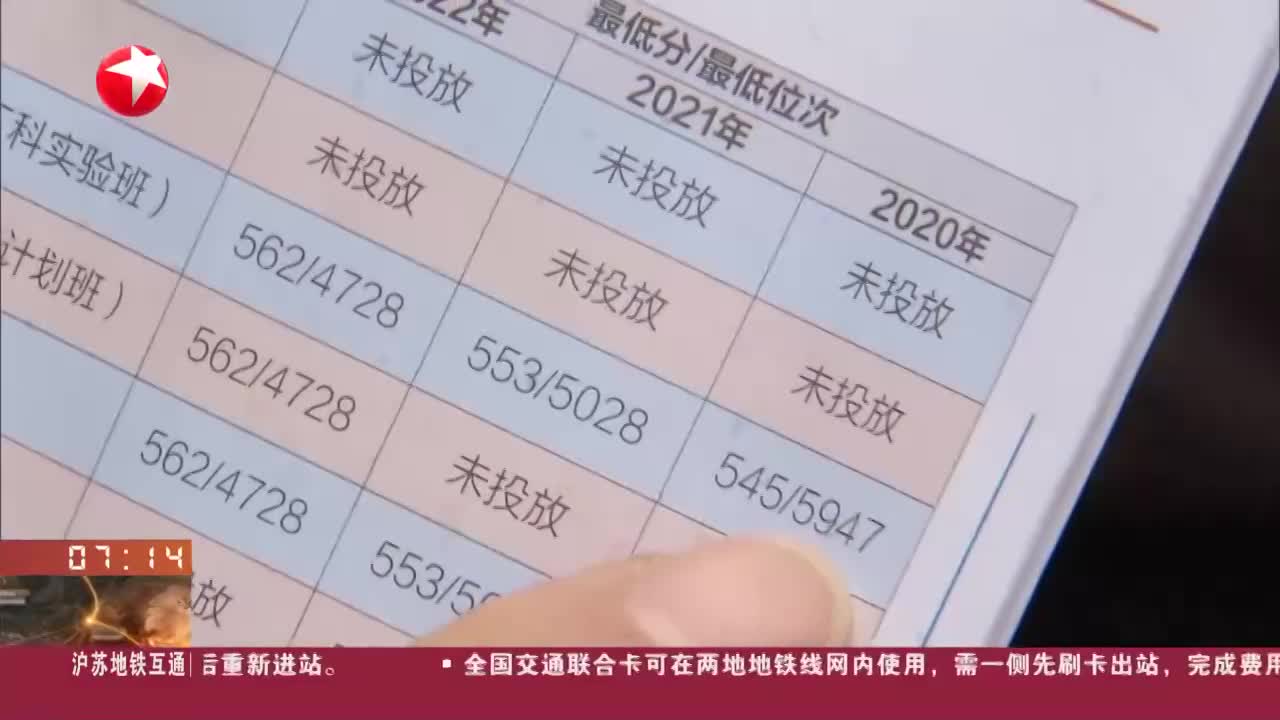 最低分/最低位次
22年 2021年 2020年
未投放 未投放 未投放
未投放 未投放 未投放
科实验班） 562/4728 553/5028 545/5947
计划班） 562/4728 未投放
562/4728 553/50
放
07:14
沪苏地铁互通 重新进站。 ▪ 全国交通联合卡可在两地地铁线网内使用，需一侧先刷卡出站，完成费用